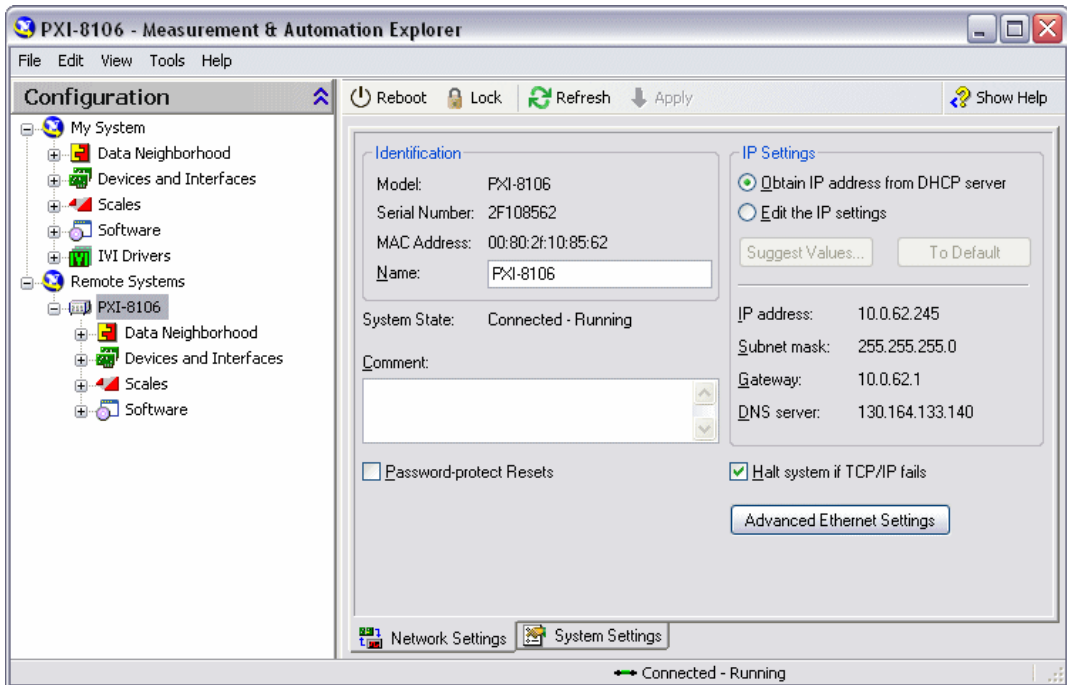 PXI-8106 - Measurement & Automation Explorer
File Edit View Tools Help
Configuration
My System
Data Neighborhood
Devices and Interfaces
Scales
Software
IVI Drivers
Remote Systems
PXI-8106
Data Neighborhood
Devices and Interfaces
Scales
Software
Reboot Lock Refresh Apply Show Help
Identification
Model: PXI-8106
Serial Number: 2F108562
MAC Address: 00:80:2f:10:85:62
Name: PXI-8106
System State: Connected - Running
Comment:
Password-protect Resets
IP Settings
Obtain IP address from DHCP server
Edit the IP settings
Suggest Values... To Default
IP address: 10.0.62.245
Subnet mask: 255.255.255.0
Gateway: 10.0.62.1
DNS server: 130.164.133.140
Halt system if TCP/IP fails
Advanced Ethernet Settings
Network Settings System Settings
Connected - Running